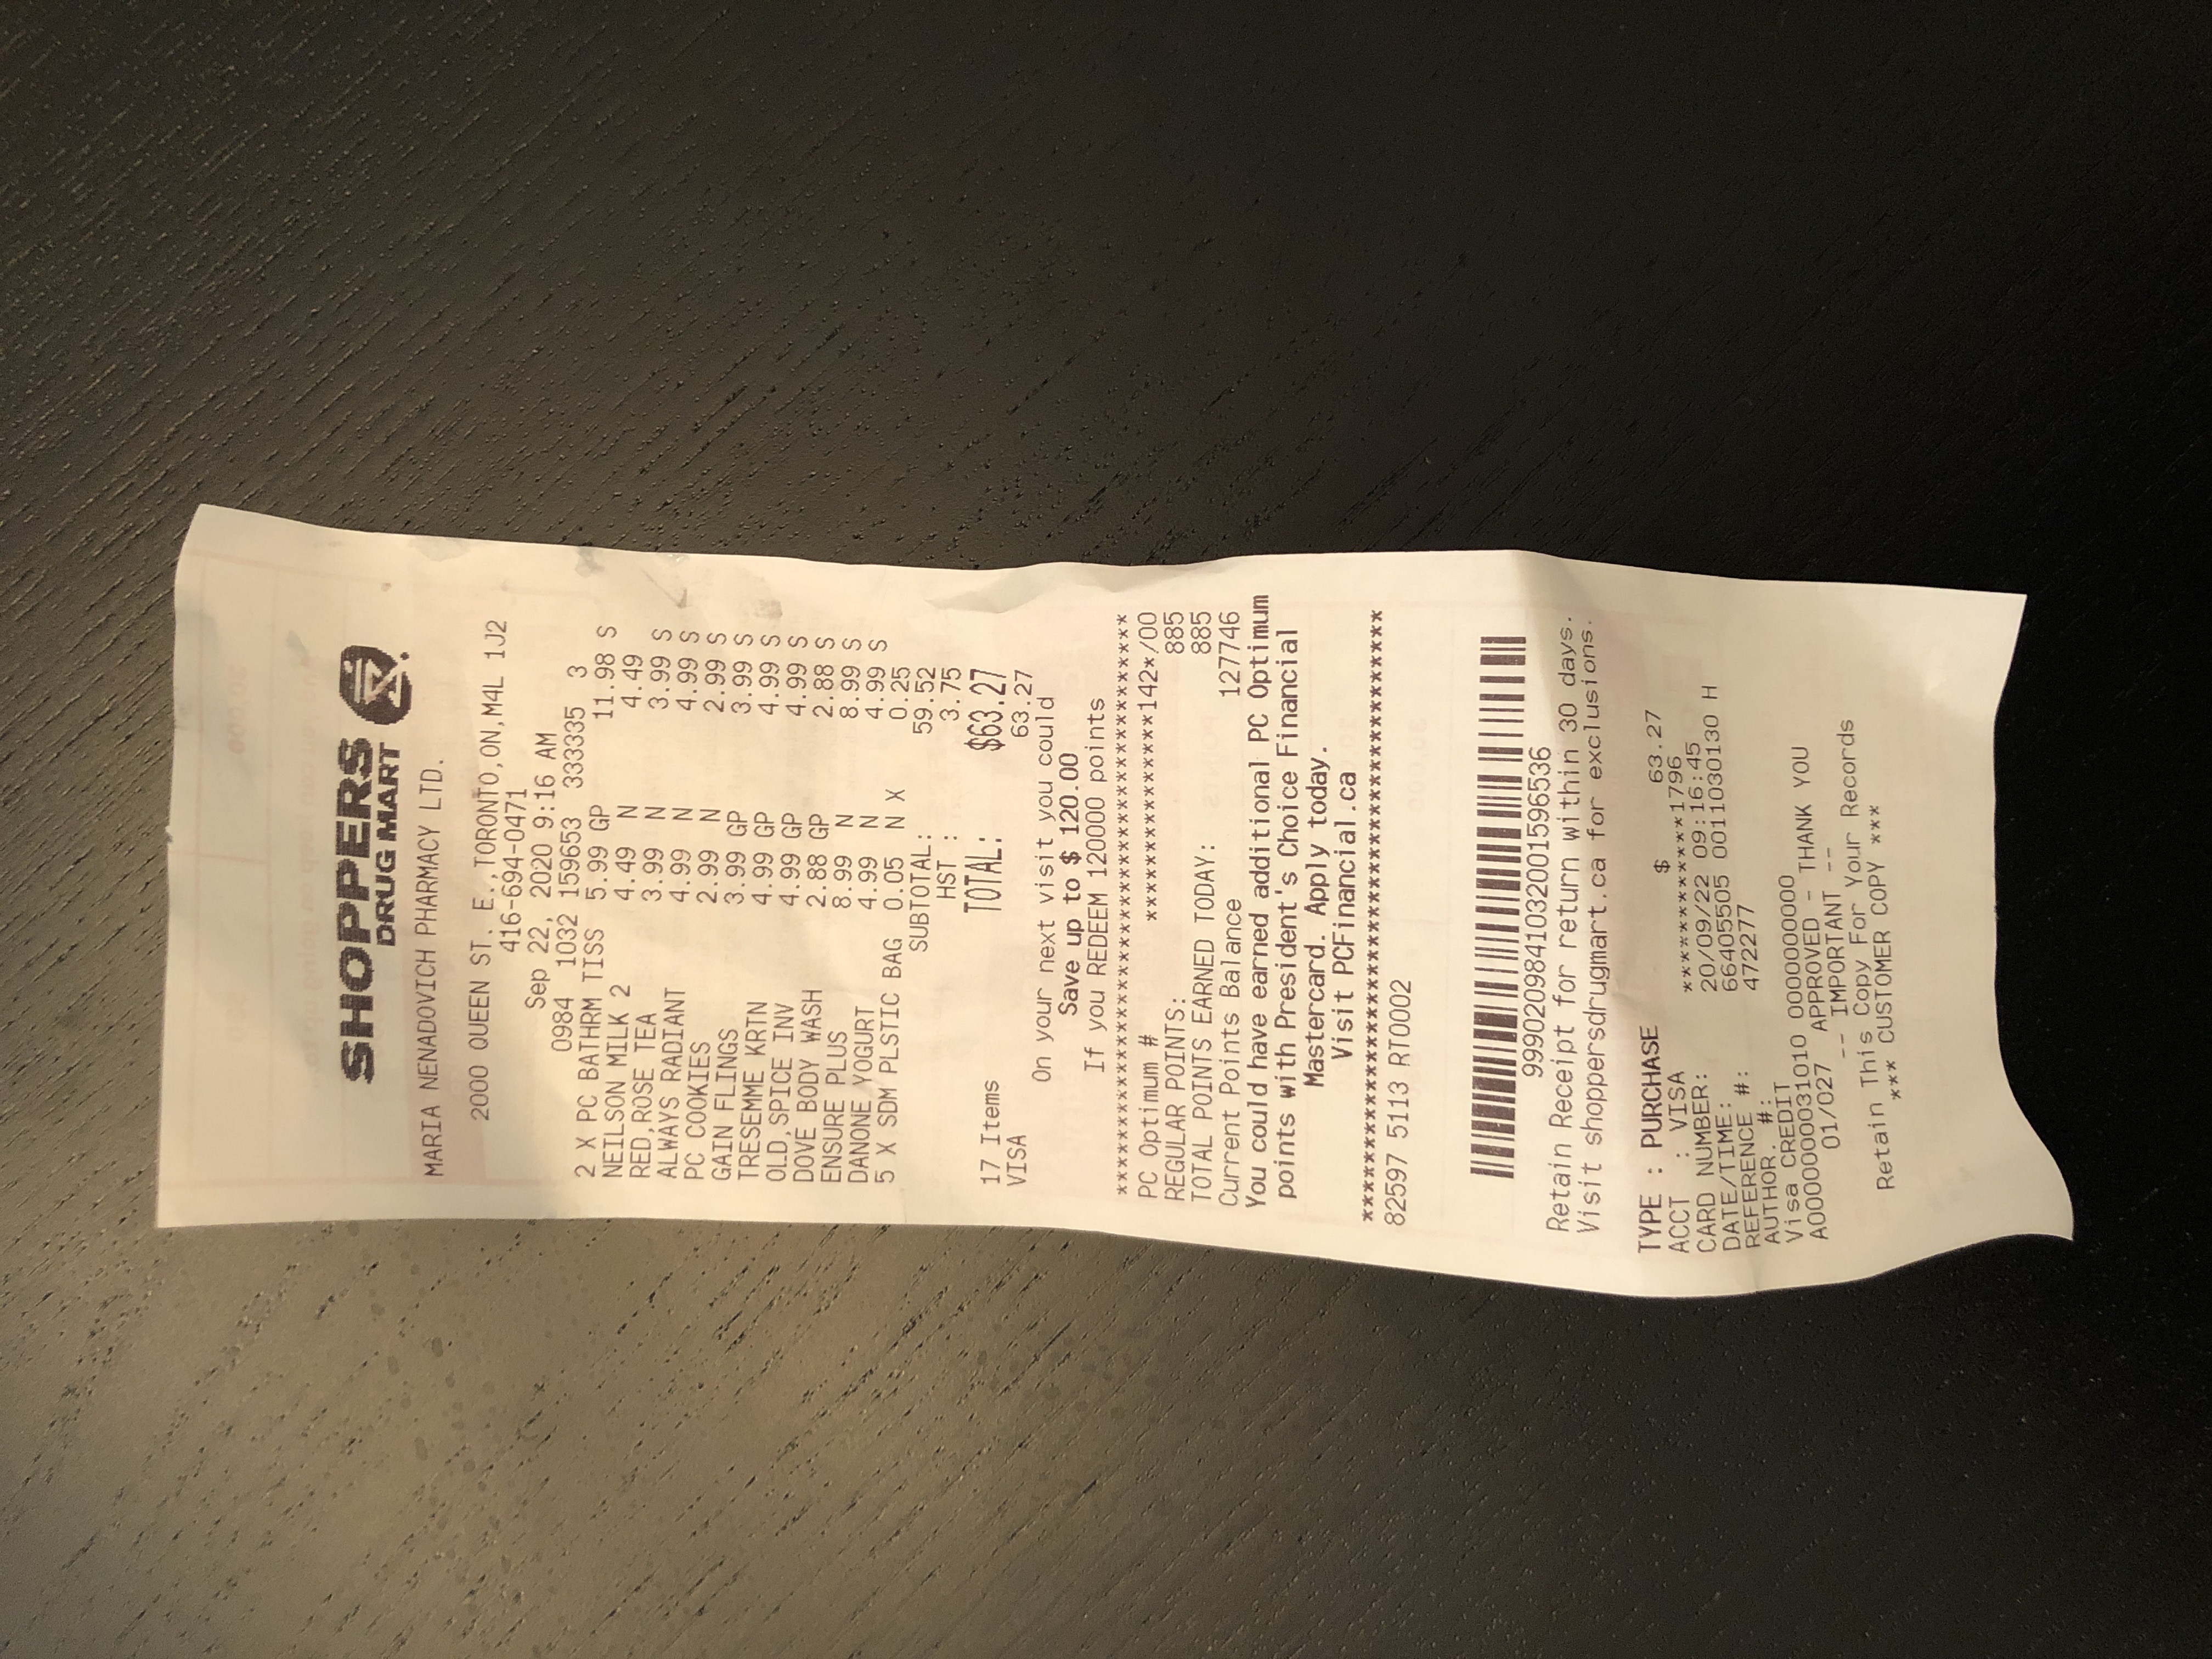 SHOPPERS
DRUG MART
MARIA NENADOVICH PHARMACY LTD.
2000 QUEEN ST. E.,TORONTO,ON,M4L 1J2
416-694-0471
Sep 22, 2020 9:16 AM
0984 1032 159653 333335 3
2 X PC BATHRM TISS 5.99 GP 11.98 S
NEILSON MILK 2 4.49 N 4.49
RED,ROSE TEA 3.99 N 3.99 S
ALWAYS RADIANT 4.99 N 4.99 S
PC COOKIES 2.99 N 2.99 S
GAIN FLINGS 3.99 GP 3.99 S
TRESEMME KRTN 4.99 GP 4.99 S
OLD,SPICE INV 4.99 GP 4.99 S
DOVE BODY WASH 2.88 GP 2.88 S
ENSURE PLUS 8.99 N 8.99 S
DANONE YOGURT 4.99 N 4.99 S
5 X SDM PLSTIC BAG 0.05 N X 0.25
SUBTOTAL: 59.52
HST : 3.75
17 Items TOTAL: $63.27
VISA 63.27
On your next visit you could
Save up to $ 120.00
If you REDEEM 120000 points
******************************************
PC Optimum # ***************142*/00
REGULAR POINTS: 885
TOTAL POINTS EARNED TODAY: 885
Current Points Balance 127746
You could have earned additional PC Optimum
points with President's Choice Financial
Mastercard. Apply today.
Visit PCFinancial.ca
******************************************
82597 5113 RT0002
9990209841032001596536
Retain Receipt for return within 30 days.
Visit shoppersdrugmart.ca for exclusions.
TYPE : PURCHASE
ACCT : VISA $ 63.27
CARD NUMBER: ************1796
DATE/TIME: 20/09/22 09:16:45
REFERENCE #: 66405505 0011030130 H
AUTHOR. #: 472277
Visa CREDIT
A0000000031010 0000000000
01/027 APPROVED - THANK YOU
-- IMPORTANT --
Retain This Copy For Your Records
*** CUSTOMER COPY ***